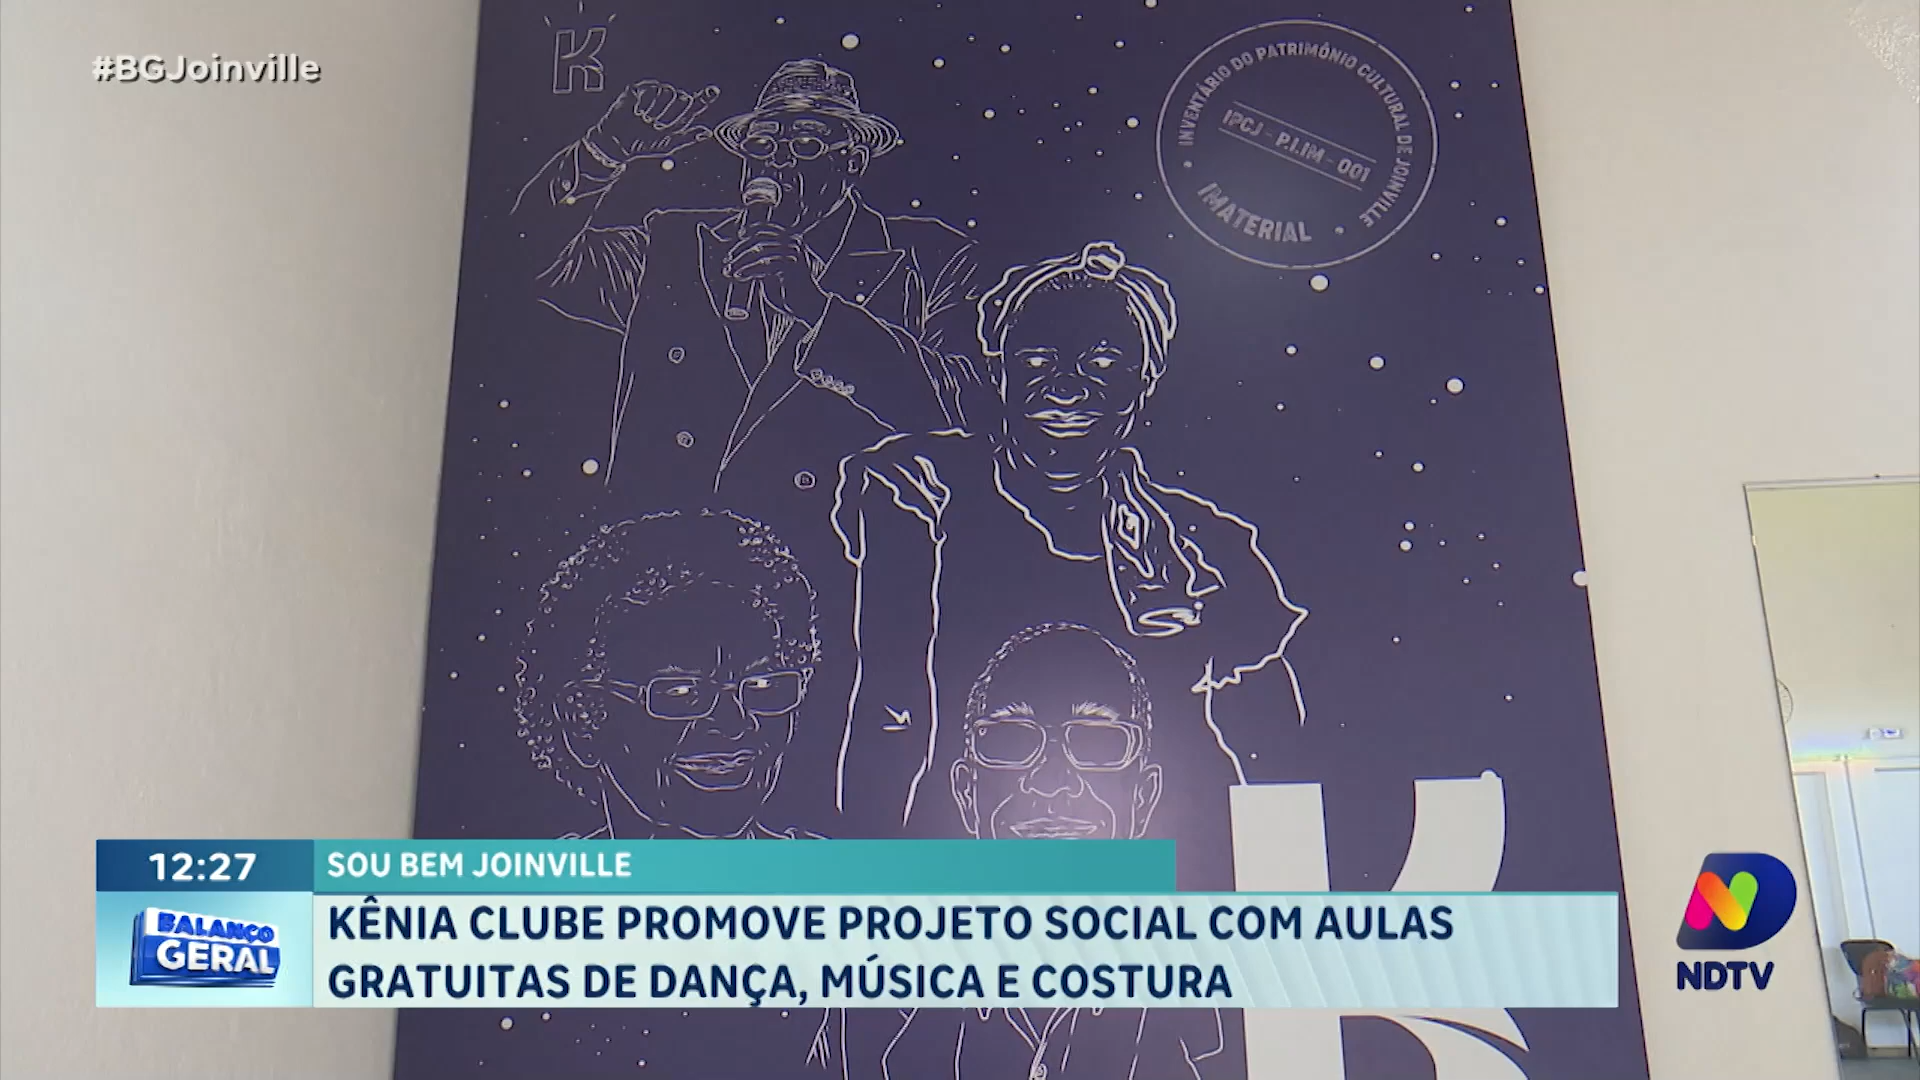 #BGJoinville
K
INVENTÁRIO DO PATRIMÔNIO CULTURAL DE JOINVILLE
IPCJ - P.I.IM - 001
IMATERIAL
K
12:27
SOU BEM JOINVILLE
BALANÇO
GERAL
KÊNIA CLUBE PROMOVE PROJETO SOCIAL COM AULAS
GRATUITAS DE DANÇA, MÚSICA E COSTURA
NDTV